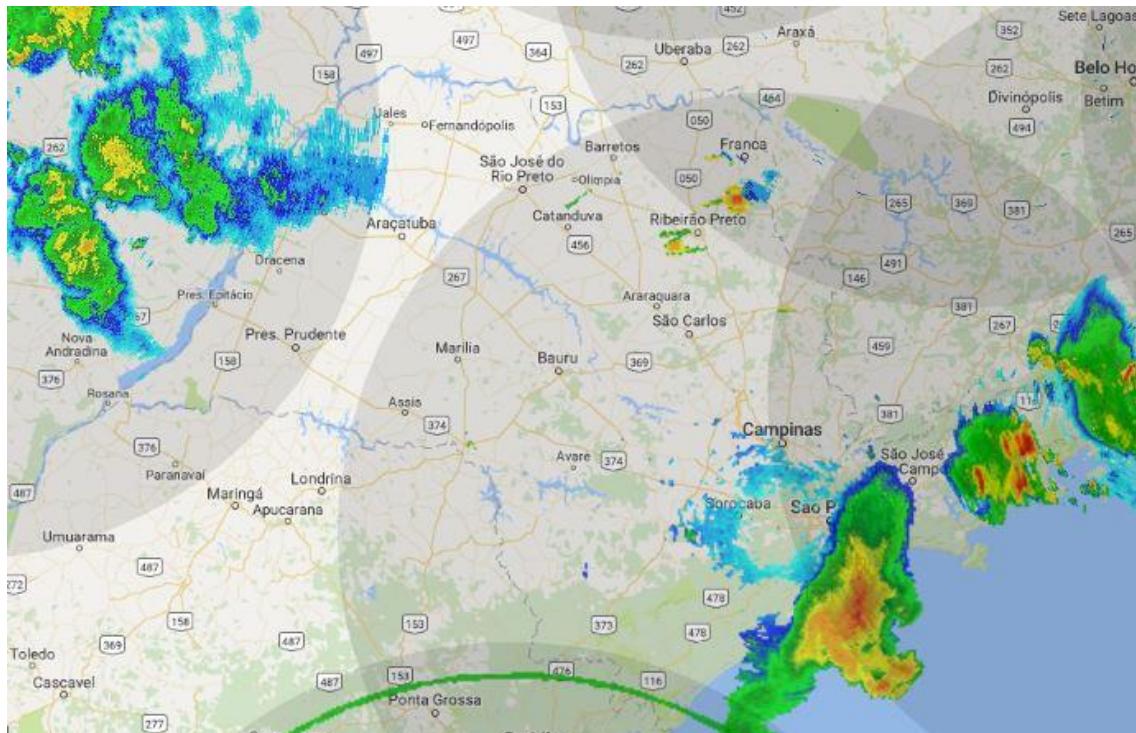 452
497
Sete Lagoas
352
Araxá
497
364
Uberaba
262
262
158
262
Belo Ho
Betim
Divinópolis
464
153
494
Jales
Fernandópolis
050
262
Barretos
Franca
São José do
Rio Preto
Olímpia
050
265
369
381
Catanduva
Ribeirão Preto
Araçatuba
456
265
Dracena
267
146
491
Pres. Epitácio
Araraquara
381
267
São Carlos
Nova
Andradina
Pres. Prudente
158
Marília
Bauru
369
459
376
Rosana
Assis
374
381
Campinas
376
Paranavaí
Avare
374
São José
Campo
487
Londrina
Maringá
Apucarana
Sorocaba
Sao P
Umuarama
487
272
478
158
153
373
478
369
487
Toledo
Cascavel
487
153
476
116
Ponta Grossa
277